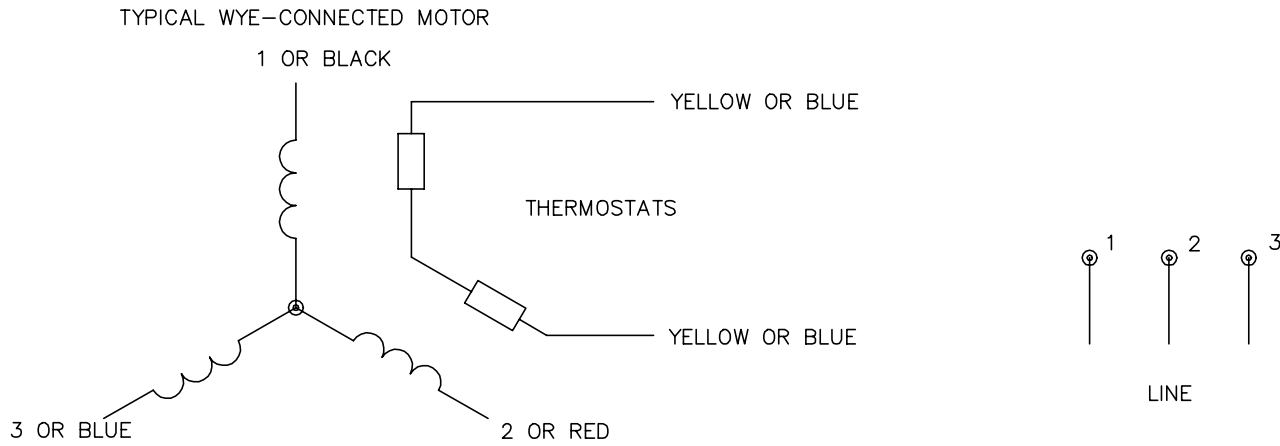 TYPICAL WYE-CONNECTED MOTOR
1 OR BLACK
YELLOW OR BLUE
THERMOSTATS
YELLOW OR BLUE
3 OR BLUE
2 OR RED
1 2 3
LINE